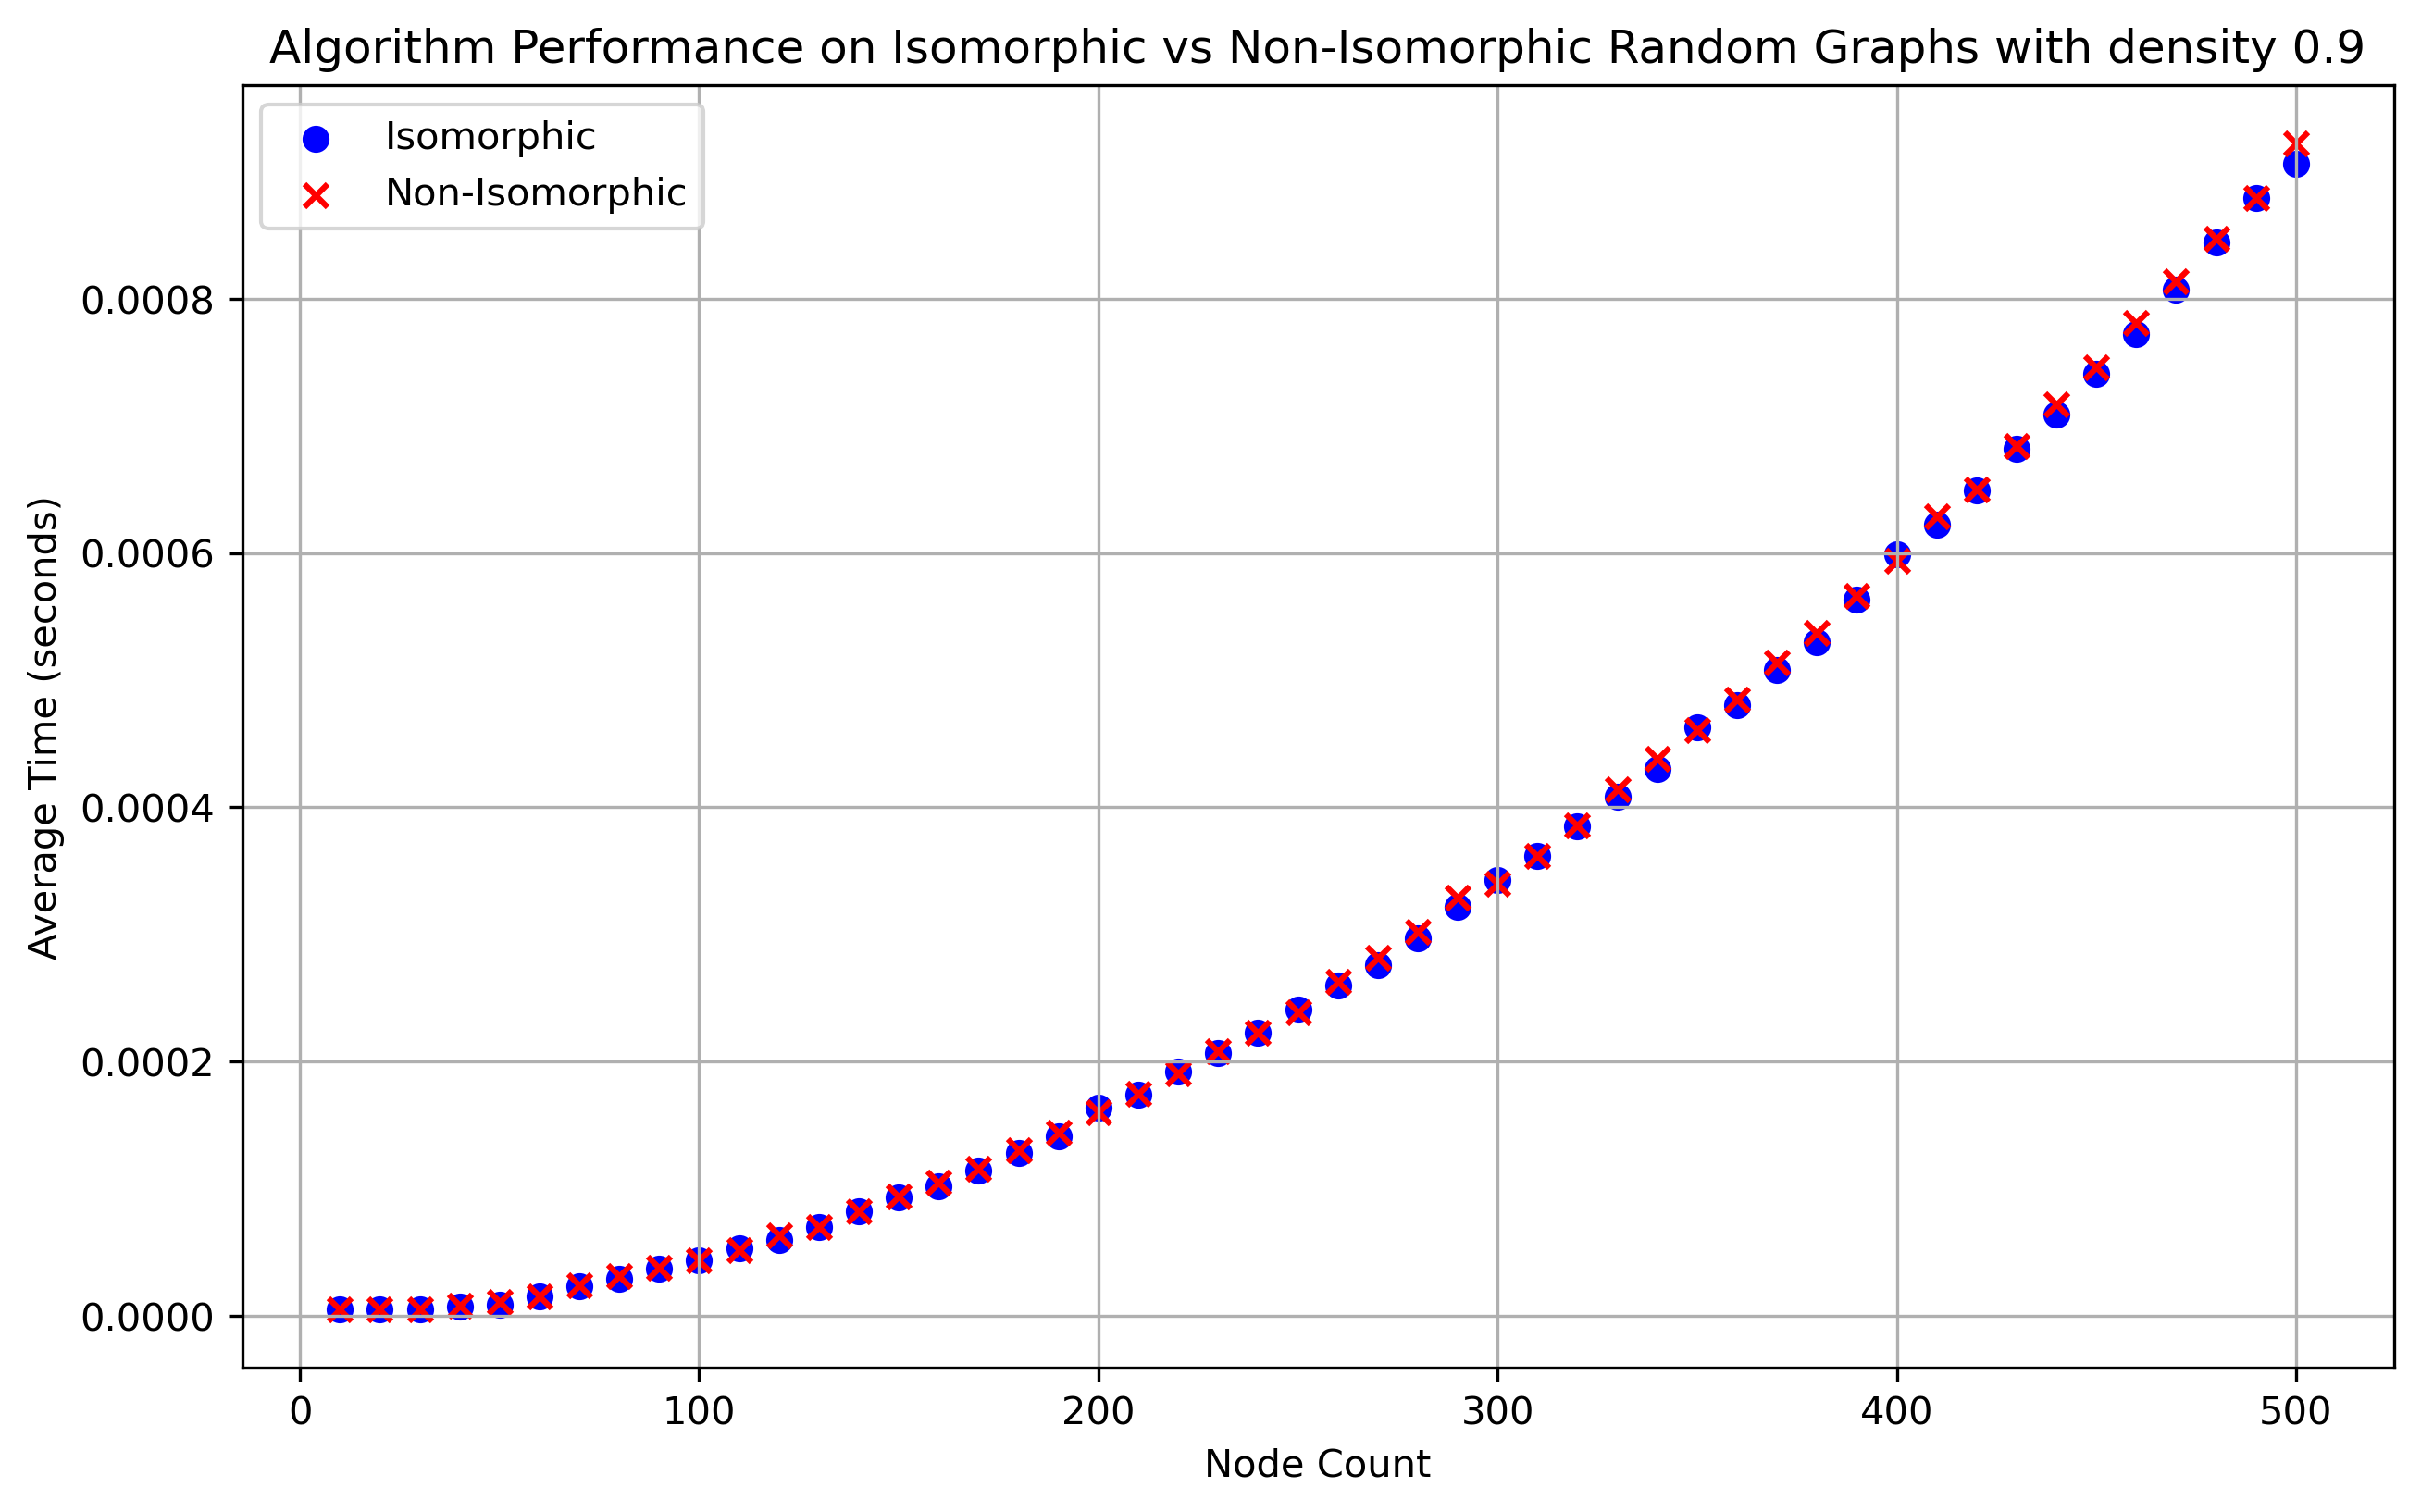 Algorithm Performance on Isomorphic vs Non-Isomorphic Random Graphs with density 0.9
Isomorphic
Non-Isomorphic
Average Time (seconds)
0.0008
0.0006
0.0004
0.0002
0.0000
0 100 200 300 400 500
Node Count